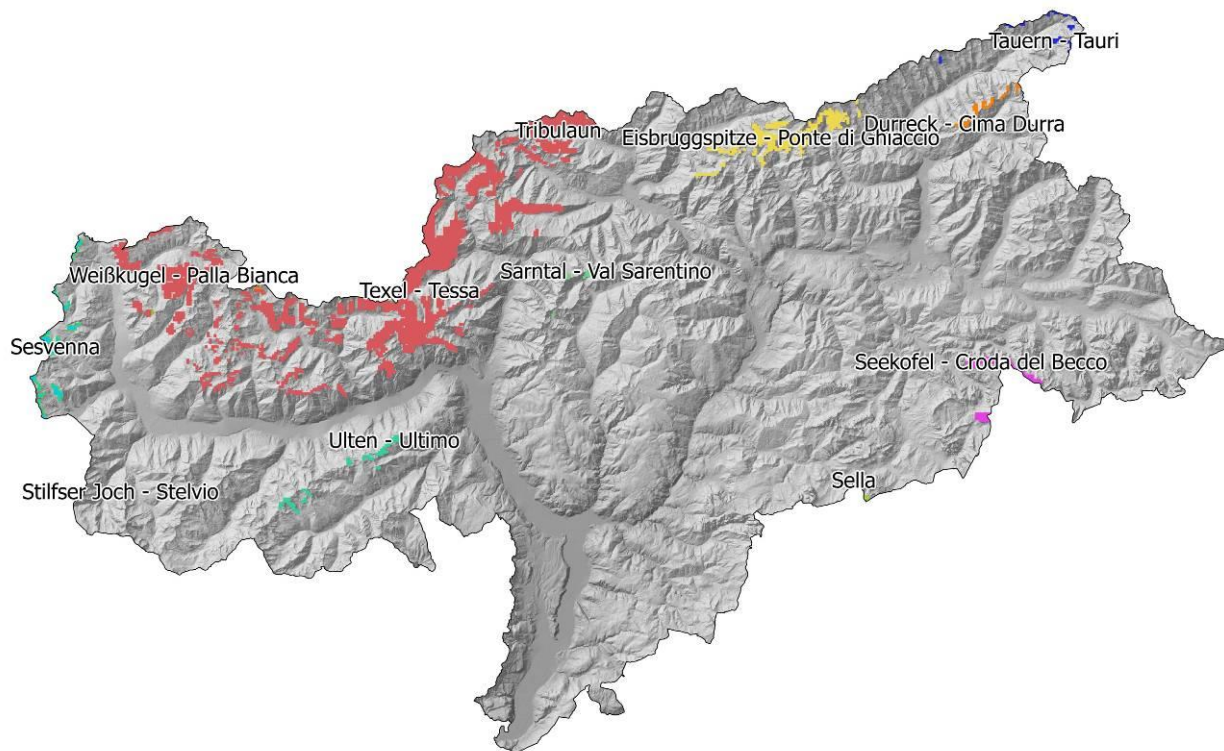 Tauern - Tauri
Durreck - Cima Durra
Tribulaun
Eisbruggspitze - Ponte di Ghiaccio
Weißkugel - Palla Bianca
Sarntal - Val Sarentino
Texel - Tessa
Sesvenna
Seekofel - Croda del Becco
Ulten - Ultimo
Stilfser Joch - Stelvio
Sella